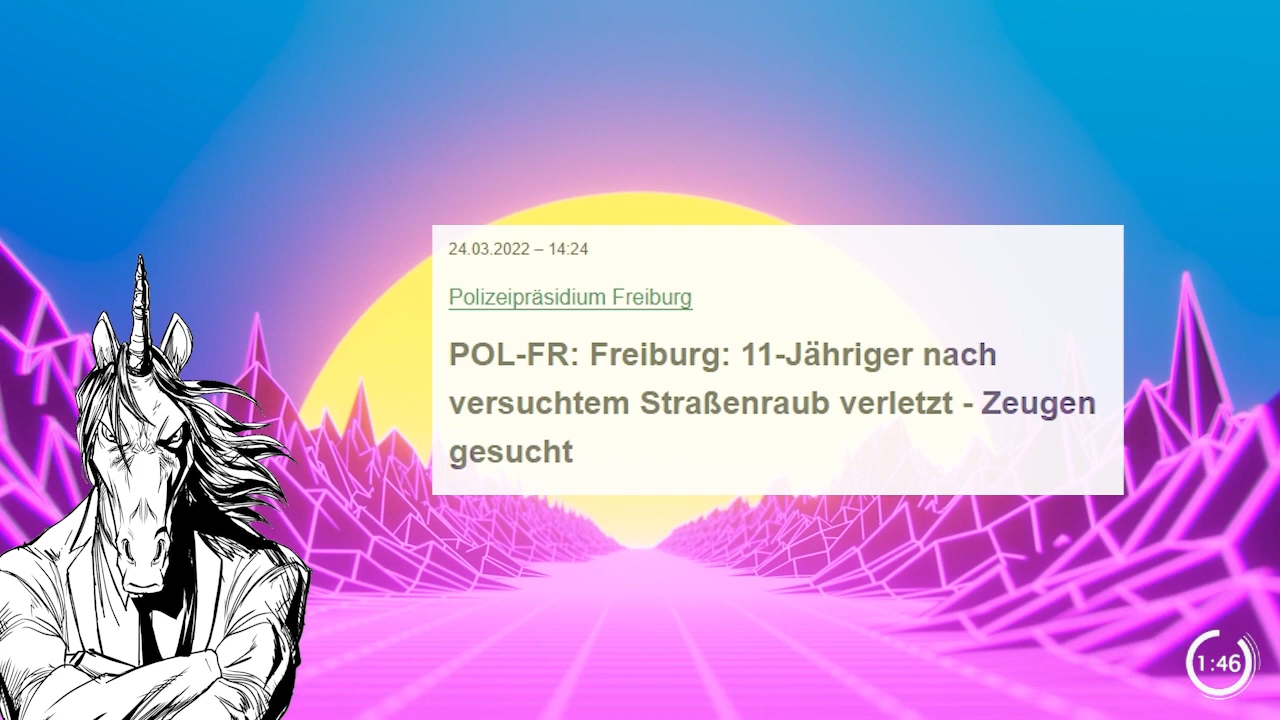 24.03.2022 – 14:24
Polizeipräsidium Freiburg
POL-FR: Freiburg: 11-Jähriger nach
versuchtem Straßenraub verletzt - Zeugen
gesucht
1:46